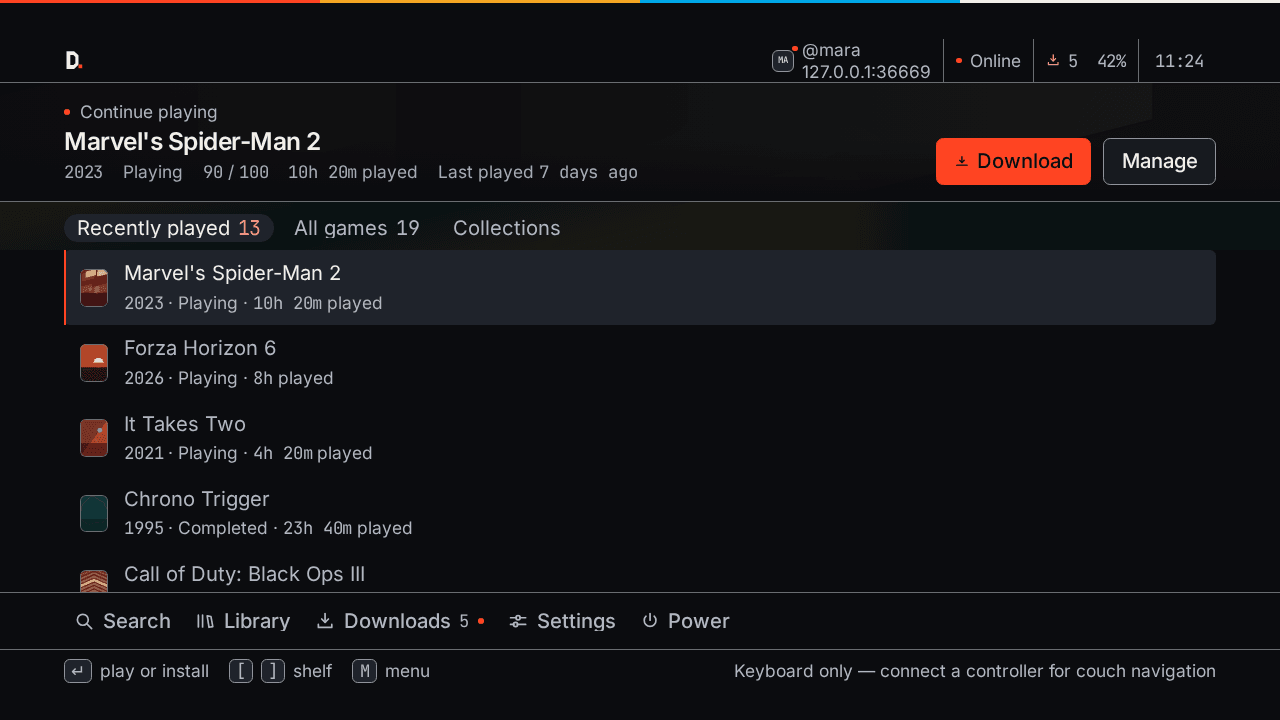 D.
MA @mara
127.0.0.1:36669
Online
5 42%
11:24
Continue playing
Marvel's Spider-Man 2
2023 Playing 90 / 100 10h 20m played Last played 7 days ago
Download
Manage
Recently played 13 All games 19 Collections
Marvel's Spider-Man 2
2023 · Playing · 10h 20m played
Forza Horizon 6
2026 · Playing · 8h played
It Takes Two
2021 · Playing · 4h 20m played
Chrono Trigger
1995 · Completed · 23h 40m played
Call of Duty: Black Ops III
Search Library Downloads 5 Settings Power
↵ play or install [ ] shelf M menu
Keyboard only — connect a controller for couch navigation